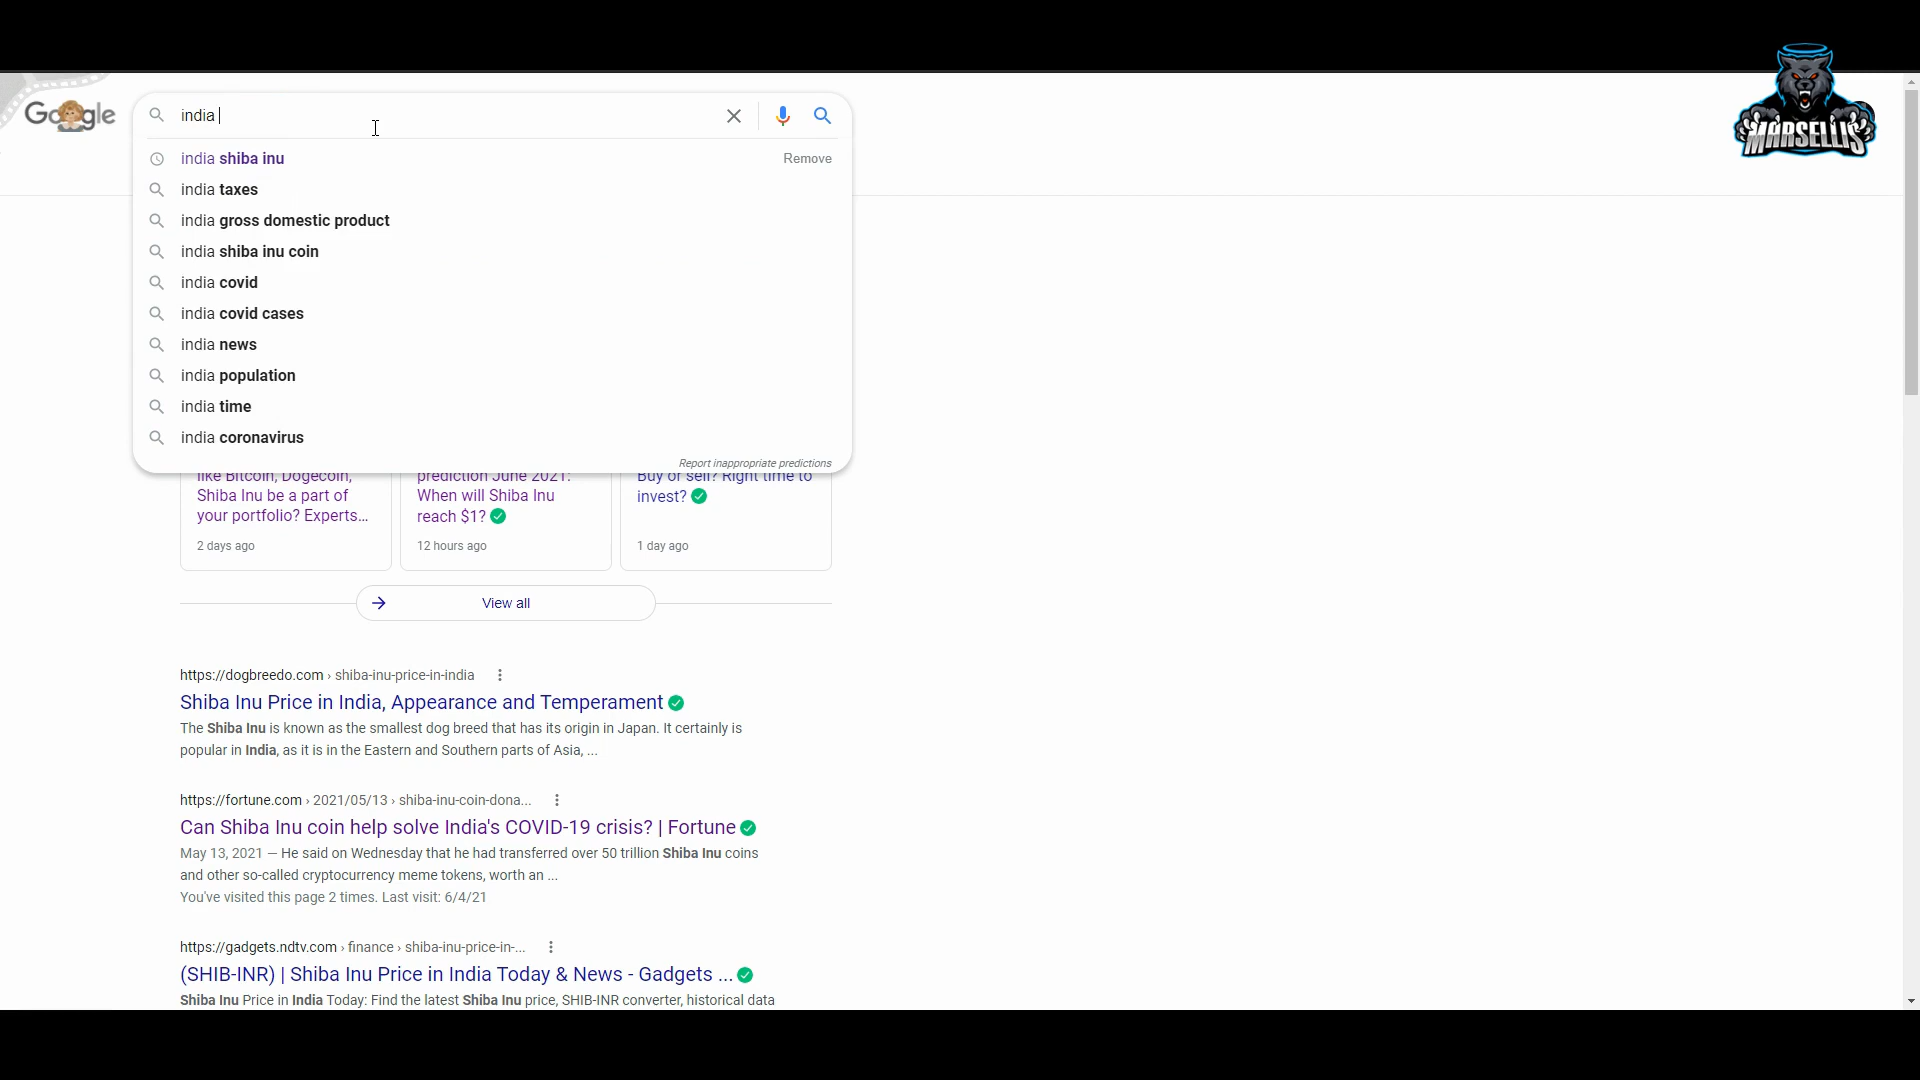 Google
india
india shiba inu Remove
india taxes
india gross domestic product
india shiba inu coin
india covid
india covid cases
india news
india population
india time
india coronavirus
Report inappropriate predictions
like Bitcoin, Dogecoin,
Shiba Inu be a part of
your portfolio? Experts...
2 days ago
prediction June 2021:
When will Shiba Inu
reach $1?
12 hours ago
Buy or sell? Right time to
invest?
1 day ago
View all
https://dogbreedo.com › shiba-inu-price-in-india
Shiba Inu Price in India, Appearance and Temperament
The Shiba Inu is known as the smallest dog breed that has its origin in Japan. It certainly is
popular in India, as it is in the Eastern and Southern parts of Asia, ...
https://fortune.com › 2021/05/13 › shiba-inu-coin-dona...
Can Shiba Inu coin help solve India's COVID-19 crisis? | Fortune
May 13, 2021 — He said on Wednesday that he had transferred over 50 trillion Shiba Inu coins
and other so-called cryptocurrency meme tokens, worth an ...
You've visited this page 2 times. Last visit: 6/4/21
https://gadgets.ndtv.com › finance › shiba-inu-price-in-...
(SHIB-INR) | Shiba Inu Price in India Today & News - Gadgets ...
Shiba Inu Price in India Today: Find the latest Shiba Inu price, SHIB-INR converter, historical data
MARSELLIS